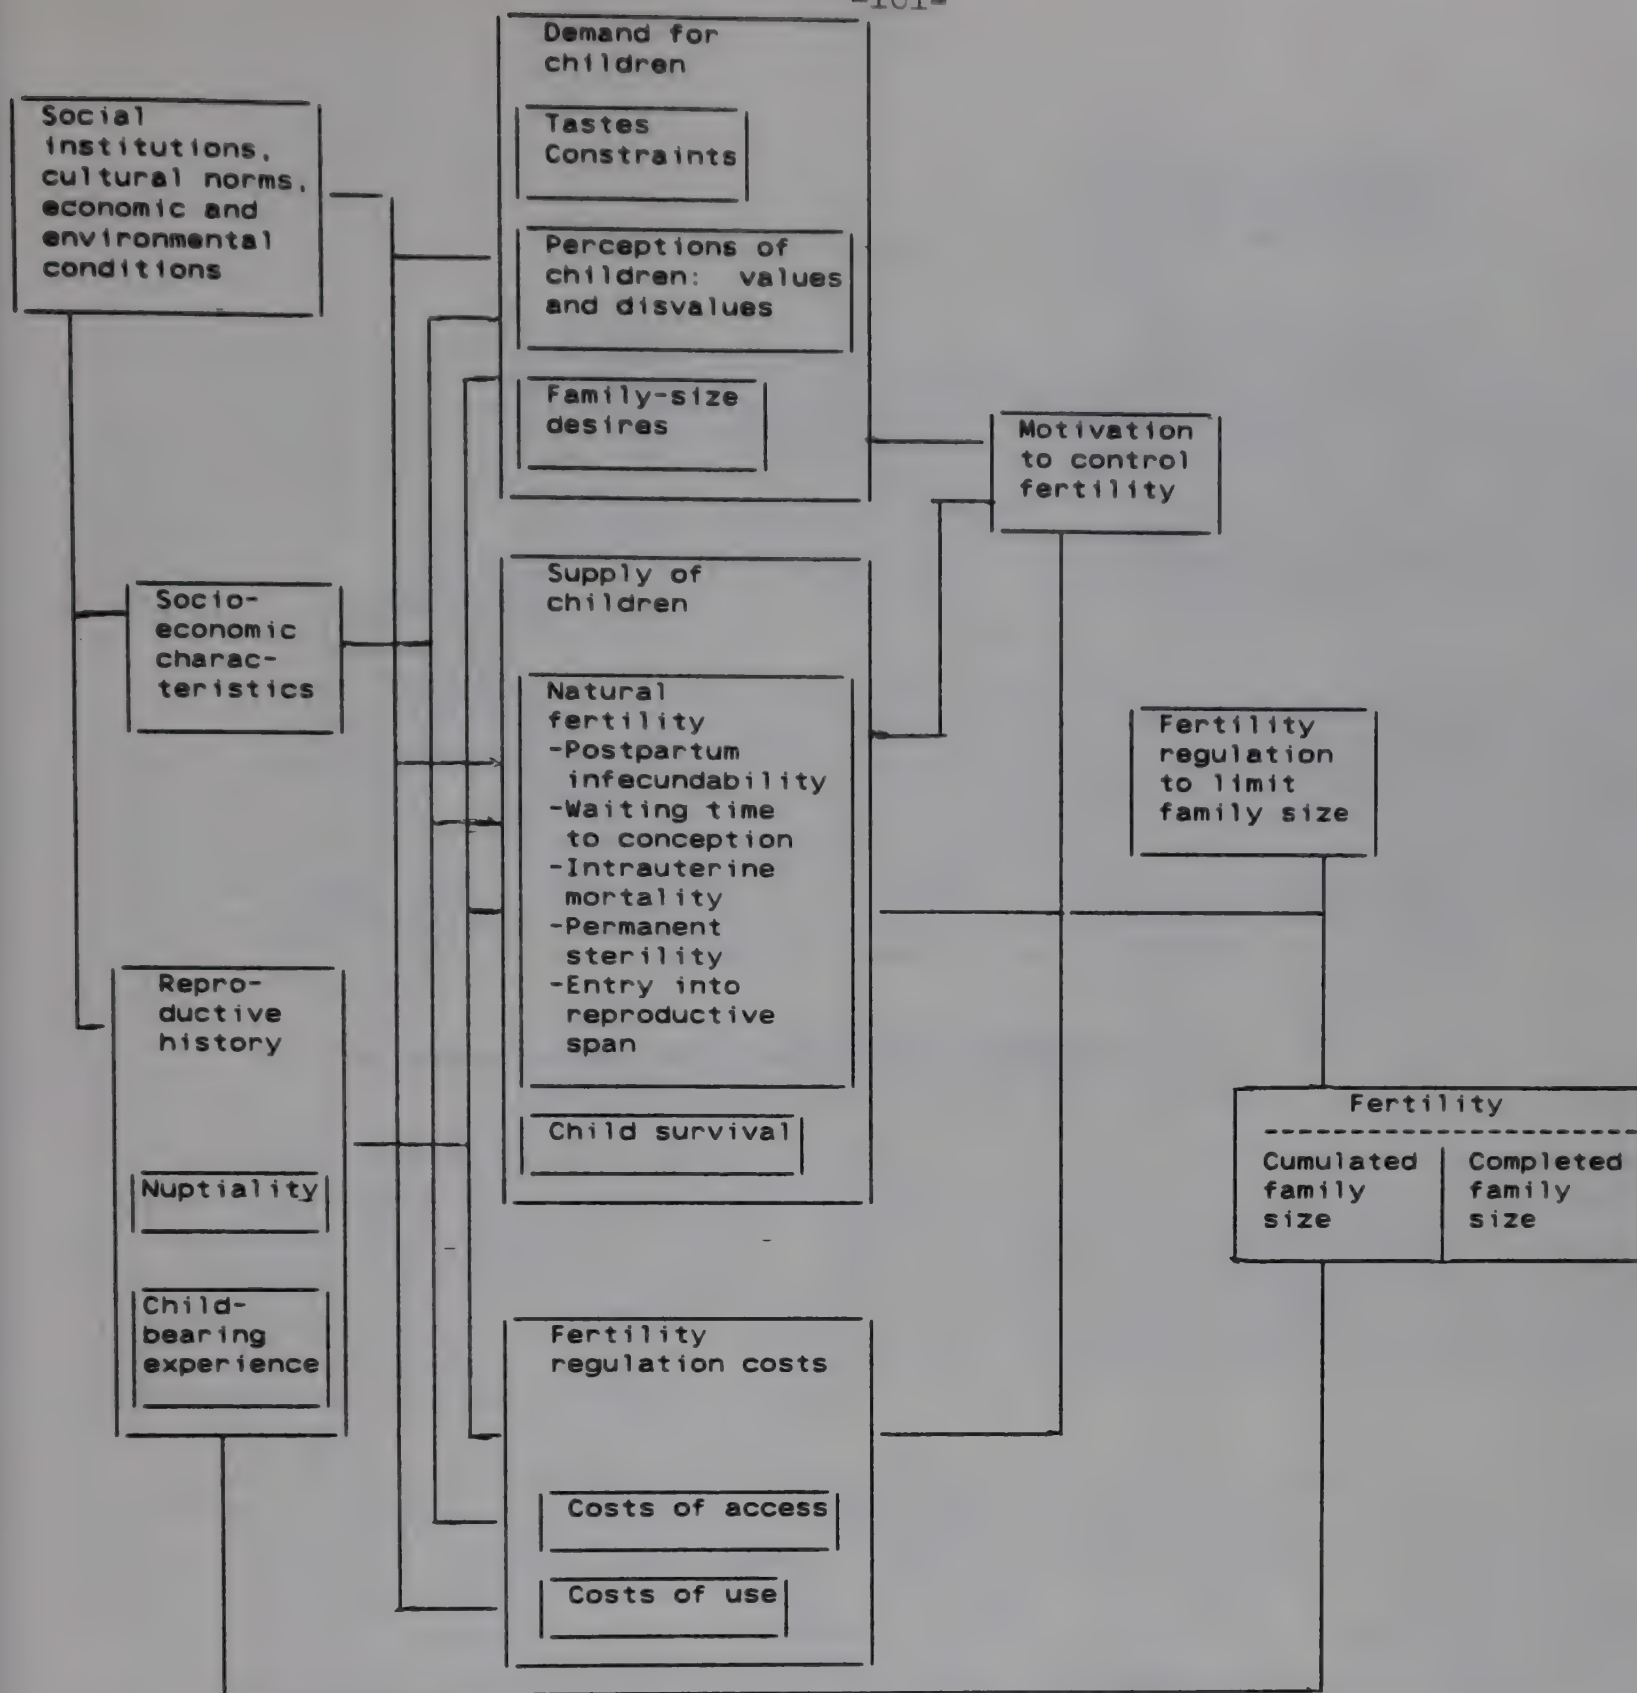 -101-
Demand for
children
Tastes
Constraints
Perceptions of
children: values
and disvalues
Family-size
desires
Social
institutions,
cultural norms,
economic and
environmental
conditions
Motivation
to control
fertility
Socio-
economic
charac-
teristics
Supply of
children
Natural
fertility
-Postpartum
infecundability
-Waiting time
to conception
-Intrauterine
mortality
-Permanent
sterility
-Entry into
reproductive
span
Child survival
Fertility
regulation
to limit
family size
Repro-
ductive
history
Nuptiality
Child-
bearing
experience
Fertility
Cumulated
family
size
Completed
family
size
Fertility
regulation costs
Costs of access
Costs of use